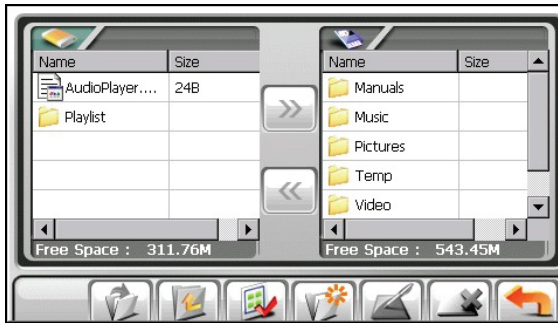 Name Size
AudioPlayer.... 24B
Playlist
Free Space : 311.76M
Name Size
Manuals
Music
Pictures
Temp
Video
Free Space : 543.45M